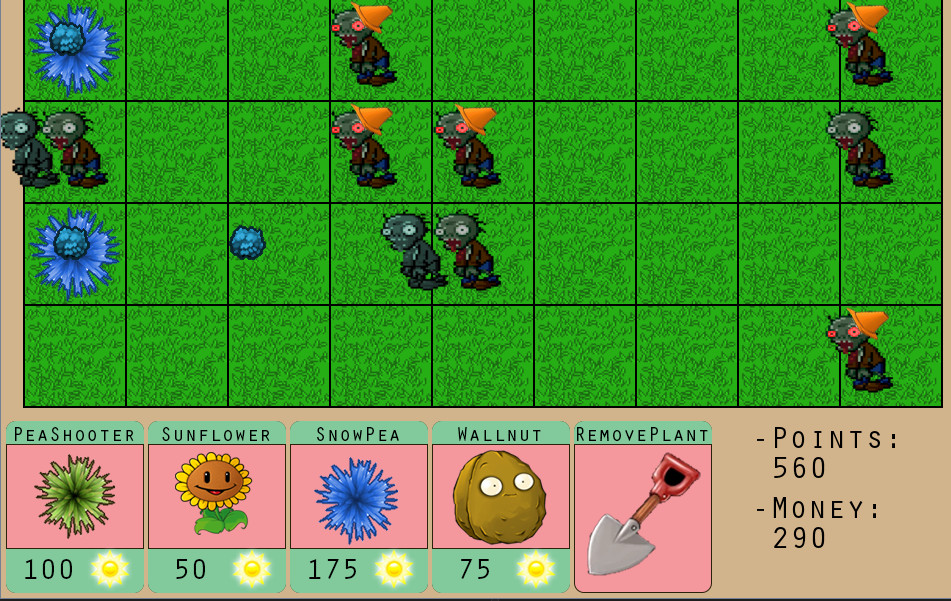 PEASHOOTER SUNFLOWER SNOWPEA WALLNUT REMOVEPLANT
100 50 175 75
-POINTS:
560
-MONEY:
290